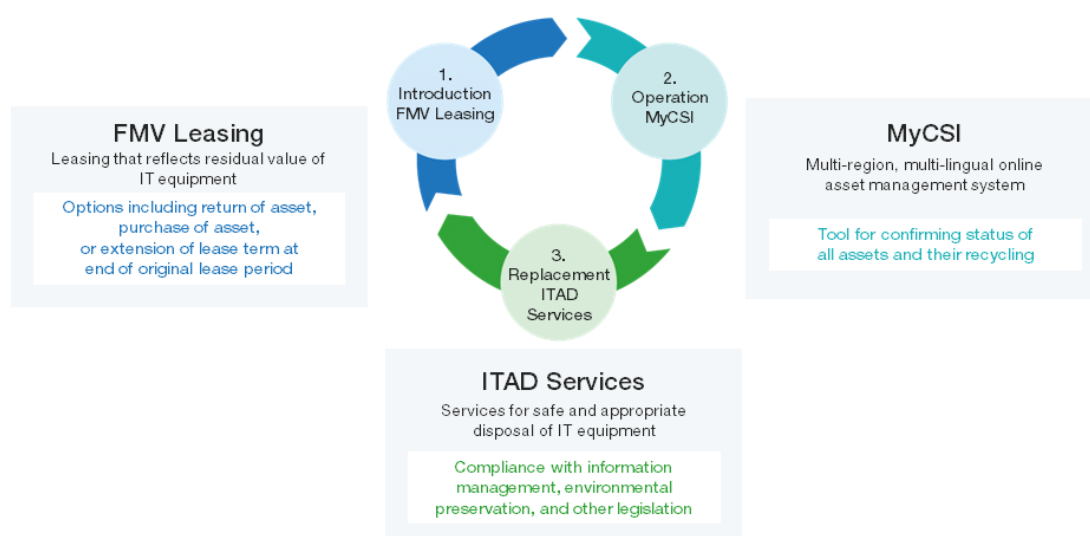 1.
Introduction
FMV Leasing
2.
Operation
MyCSI
3.
Replacement
ITAD
Services
FMV Leasing
Leasing that reflects residual value of
IT equipment
Options including return of asset,
purchase of asset,
or extension of lease term at
end of original lease period
MyCSI
Multi-region, multi-lingual online
asset management system
Tool for confirming status of
all assets and their recycling
ITAD Services
Services for safe and appropriate
disposal of IT equipment
Compliance with information
management, environmental
preservation, and other legislation